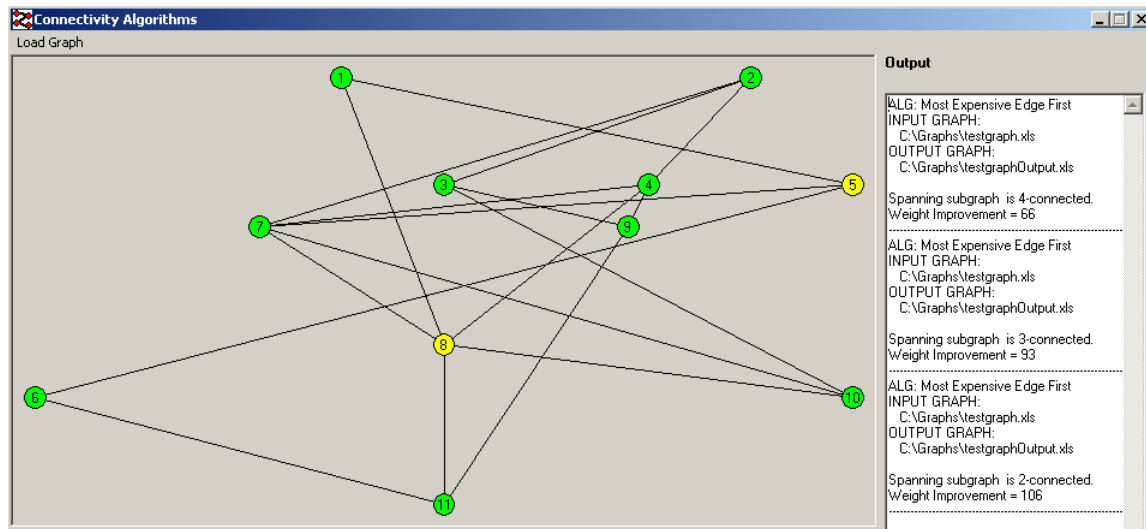 Connectivity Algorithms
Load Graph
1
2
3
4
5
7
9
8
6
10
11
Output
ALG: Most Expensive Edge First
INPUT GRAPH:
C:\Graphs\testgraph.xls
OUTPUT GRAPH:
C:\Graphs\testgraphOutput.xls
Spanning subgraph is 4-connected.
Weight Improvement = 66
ALG: Most Expensive Edge First
INPUT GRAPH:
C:\Graphs\testgraph.xls
OUTPUT GRAPH:
C:\Graphs\testgraphOutput.xls
Spanning subgraph is 3-connected.
Weight Improvement = 93
ALG: Most Expensive Edge First
INPUT GRAPH:
C:\Graphs\testgraph.xls
OUTPUT GRAPH:
C:\Graphs\testgraphOutput.xls
Spanning subgraph is 2-connected.
Weight Improvement = 106